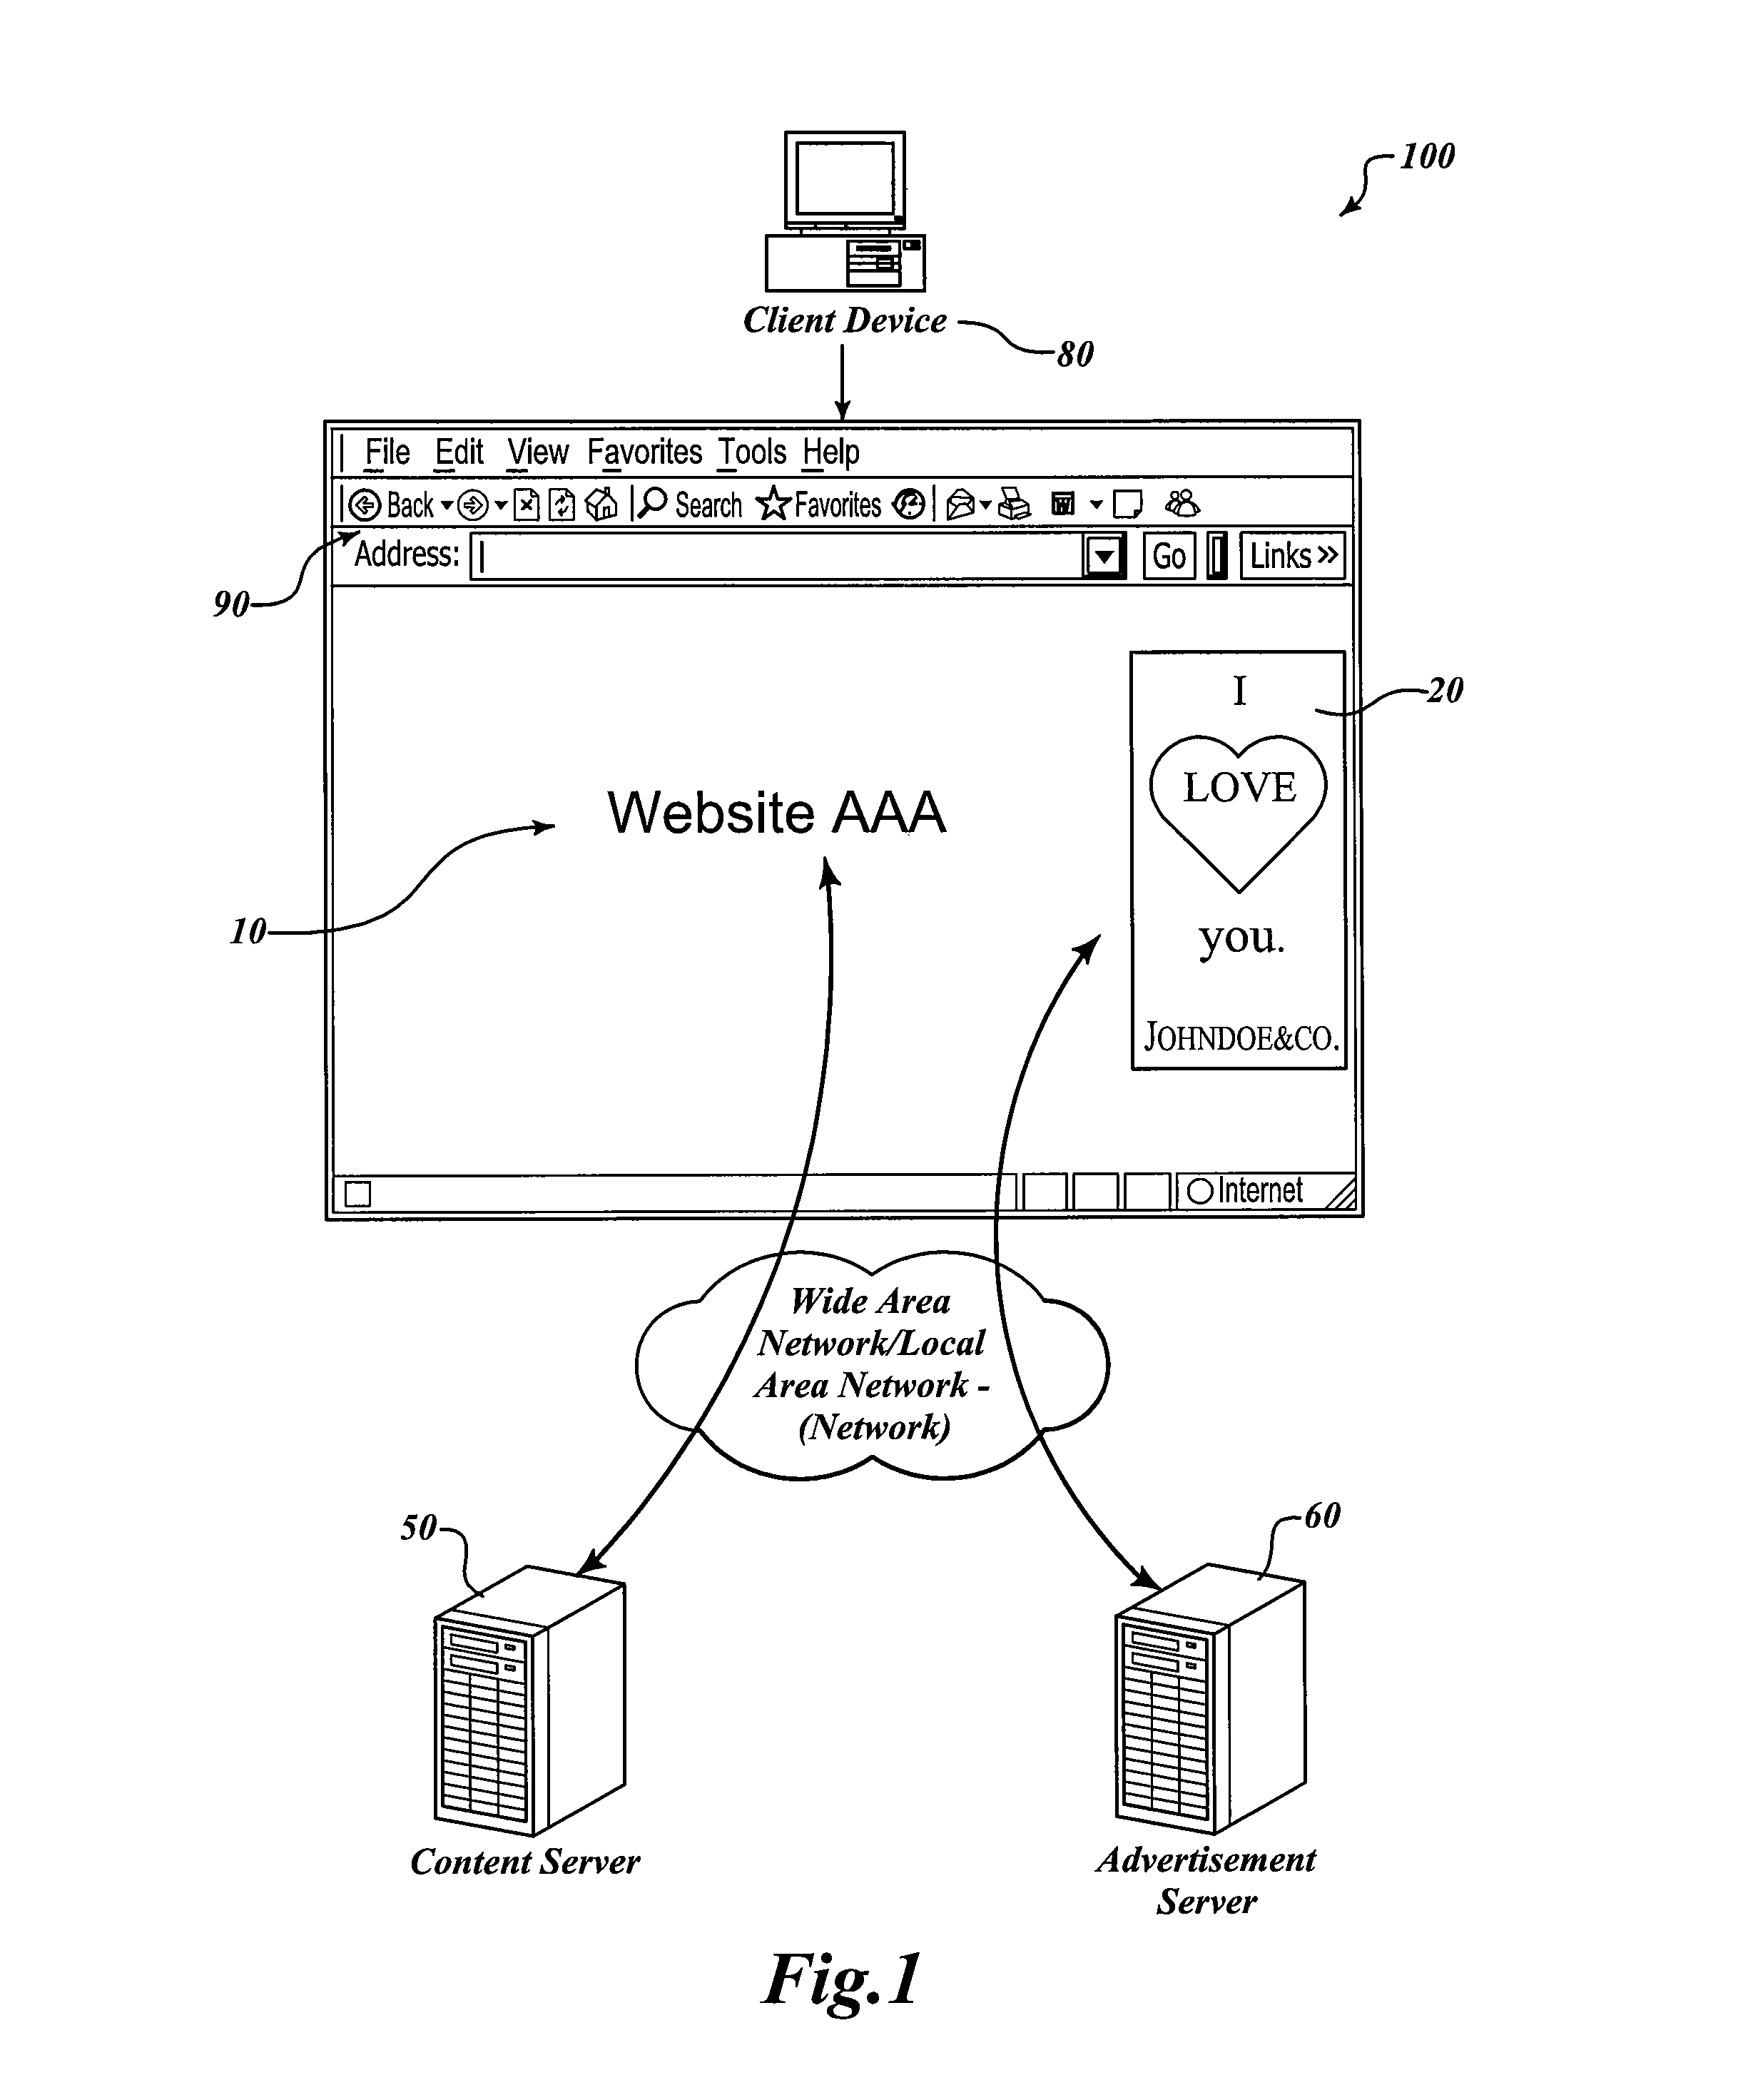 100
Client Device
80
File Edit View Favorites Tools Help
Back Search Favorites
Address: Go Links »
90
I
20
LOVE
Website AAA
10
you.
JOHNDOE&CO.
Internet
Wide Area
Network/Local
Area Network -
(Network)
50
60
Content Server
Advertisement
Server
Fig.1